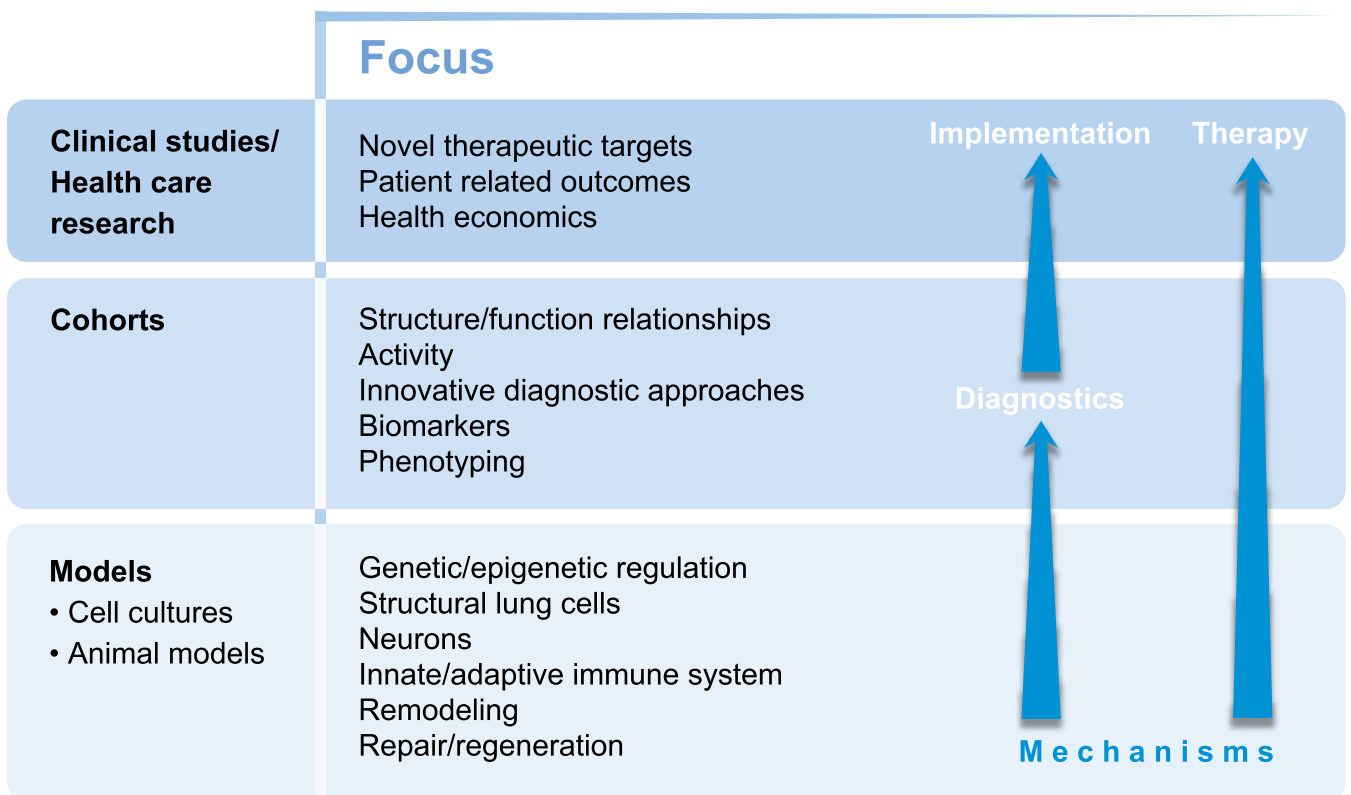 Focus
Clinical studies/
Health care
research
Novel therapeutic targets
Patient related outcomes
Health economics
Implementation
Therapy
Cohorts
Structure/function relationships
Activity
Innovative diagnostic approaches
Biomarkers
Phenotyping
Diagnostics
Models
• Cell cultures
• Animal models
Genetic/epigenetic regulation
Structural lung cells
Neurons
Innate/adaptive immune system
Remodeling
Repair/regeneration
Mechanisms